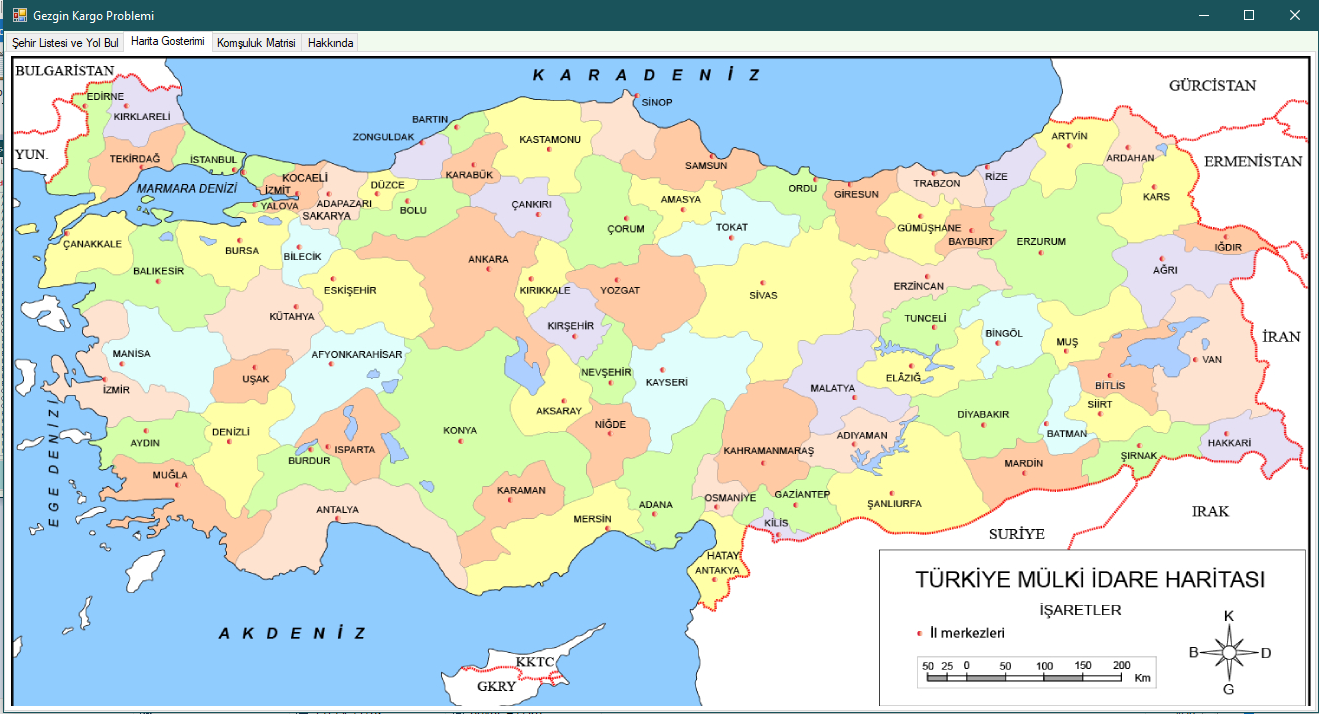 Gezgin Kargo Problemi
Şehir Listesi ve Yol Bul
Harita Gosterimi
Komşuluk Matrisi
Hakkında
BULGARİSTAN
KARADENİZ
GÜRCİSTAN
EDİRNE
KIRKLARELİ
SİNOP
BARTIN
ZONGULDAK
KASTAMONU
ARTVİN
YUN.
TEKİRDAĞ
İSTANBUL
ARDAHAN
ERMENİSTAN
SAMSUN
KARABÜK
KOCAELİ
İZMİT
MARMARA DENİZİ
DÜZCE
ORDU
GİRESUN
TRABZON
RİZE
KARS
YALOVA
ADAPAZARI
SAKARYA
BOLU
ÇANKIRI
AMASYA
ÇORUM
TOKAT
GÜMÜŞHANE
BAYBURT
ERZURUM
IĞDIR
ÇANAKKALE
BURSA
BİLECİK
ANKARA
BALIKESİR
AĞRI
ESKİŞEHİR
KIRIKKALE
YOZGAT
SİVAS
ERZİNCAN
KÜTAHYA
KIRŞEHİR
TUNCELİ
BİNGÖL
MUŞ
İRAN
MANİSA
AFYONKARAHİSAR
VAN
UŞAK
NEVŞEHİR
KAYSERİ
MALATYA
ELÂZIĞ
BİTLİS
İZMİR
AKSARAY
SİİRT
DİYABAKIR
EGE DENİZİ
AYDIN
DENİZLİ
KONYA
NİĞDE
ADIYAMAN
BATMAN
HAKKARİ
ISPARTA
BURDUR
KAHRAMANMARAŞ
MARDİN
ŞIRNAK
MUĞLA
KARAMAN
OSMANİYE
GAZİANTEP
ŞANLIURFA
ANTALYA
MERSİN
ADANA
KİLİS
IRAK
SURİYE
HATAY
ANTAKYA
TÜRKİYE MÜLKİ İDARE HARİTASI
İŞARETLER
İl merkezleri
K
B
D
G
50 25 0 50 100 150 200
Km
AKDENİZ
KKTC
GKRY